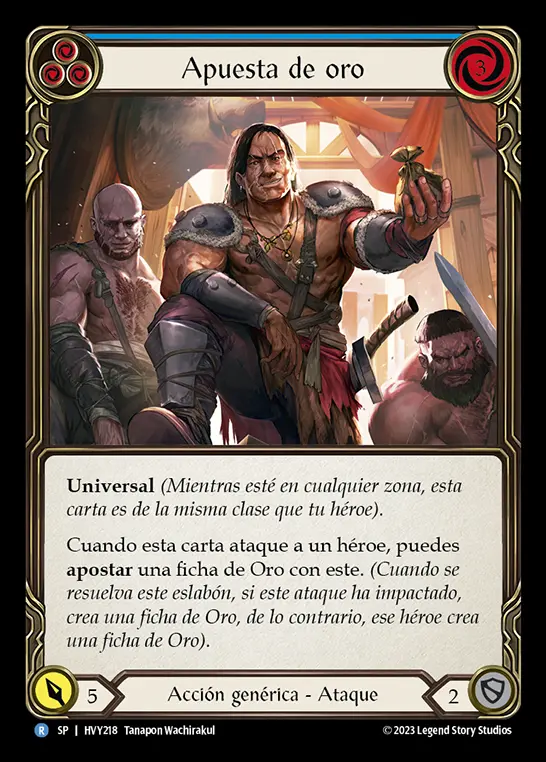 Apuesta de oro
3
Universal (Mientras esté en cualquier zona, esta
carta es de la misma clase que tu héroe).
Cuando esta carta ataque a un héroe, puedes
apostar una ficha de Oro con este. (Cuando se
resuelva este eslabón, si este ataque ha impactado,
crea una ficha de Oro, de lo contrario, ese héroe crea
una ficha de Oro).
5
Acción genérica - Ataque
2
R
SP | HVY218 Tanapon Wachirakul
© 2023 Legend Story Studios